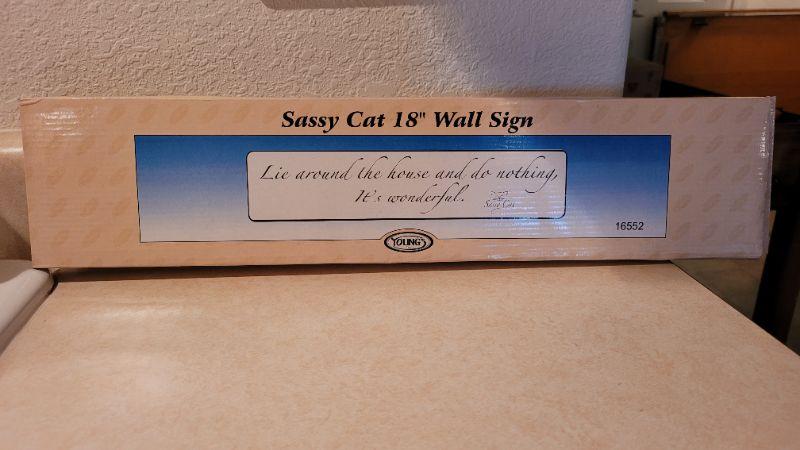 Sassy Cat 18" Wall Sign
Lie around the house and do nothing,
It's wonderful.
Sassy Cat
16552
YOUNG'S